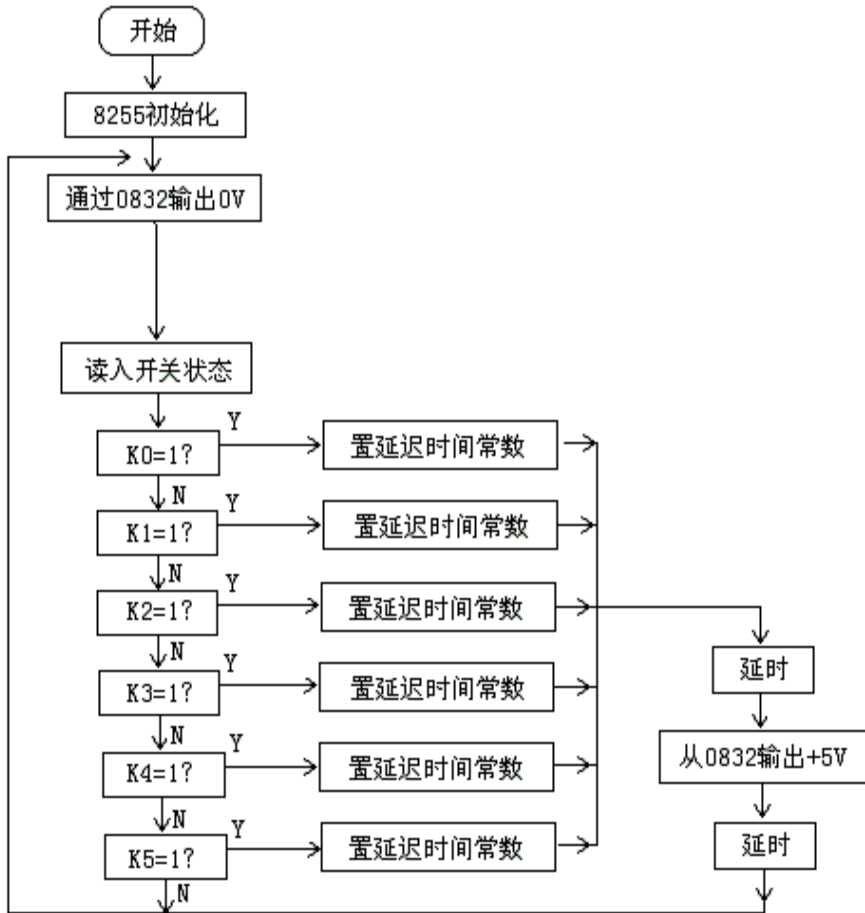 开始
8255初始化
通过0832输出0V
读入开关状态
K0=1?
Y
置延迟时间常数
N
K1=1?
Y
置延迟时间常数
N
K2=1?
Y
置延迟时间常数
N
K3=1?
Y
置延迟时间常数
N
K4=1?
Y
置延迟时间常数
N
K5=1?
Y
置延迟时间常数
N
延时
从0832输出+5V
延时